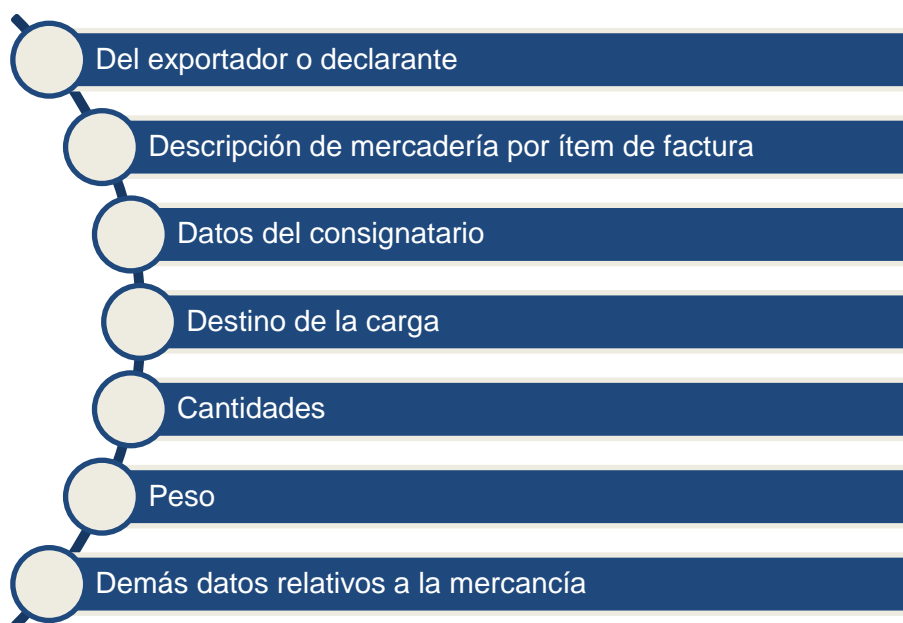 Del exportador o declarante
Descripción de mercadería por ítem de factura
Datos del consignatario
Destino de la carga
Cantidades
Peso
Demás datos relativos a la mercancía